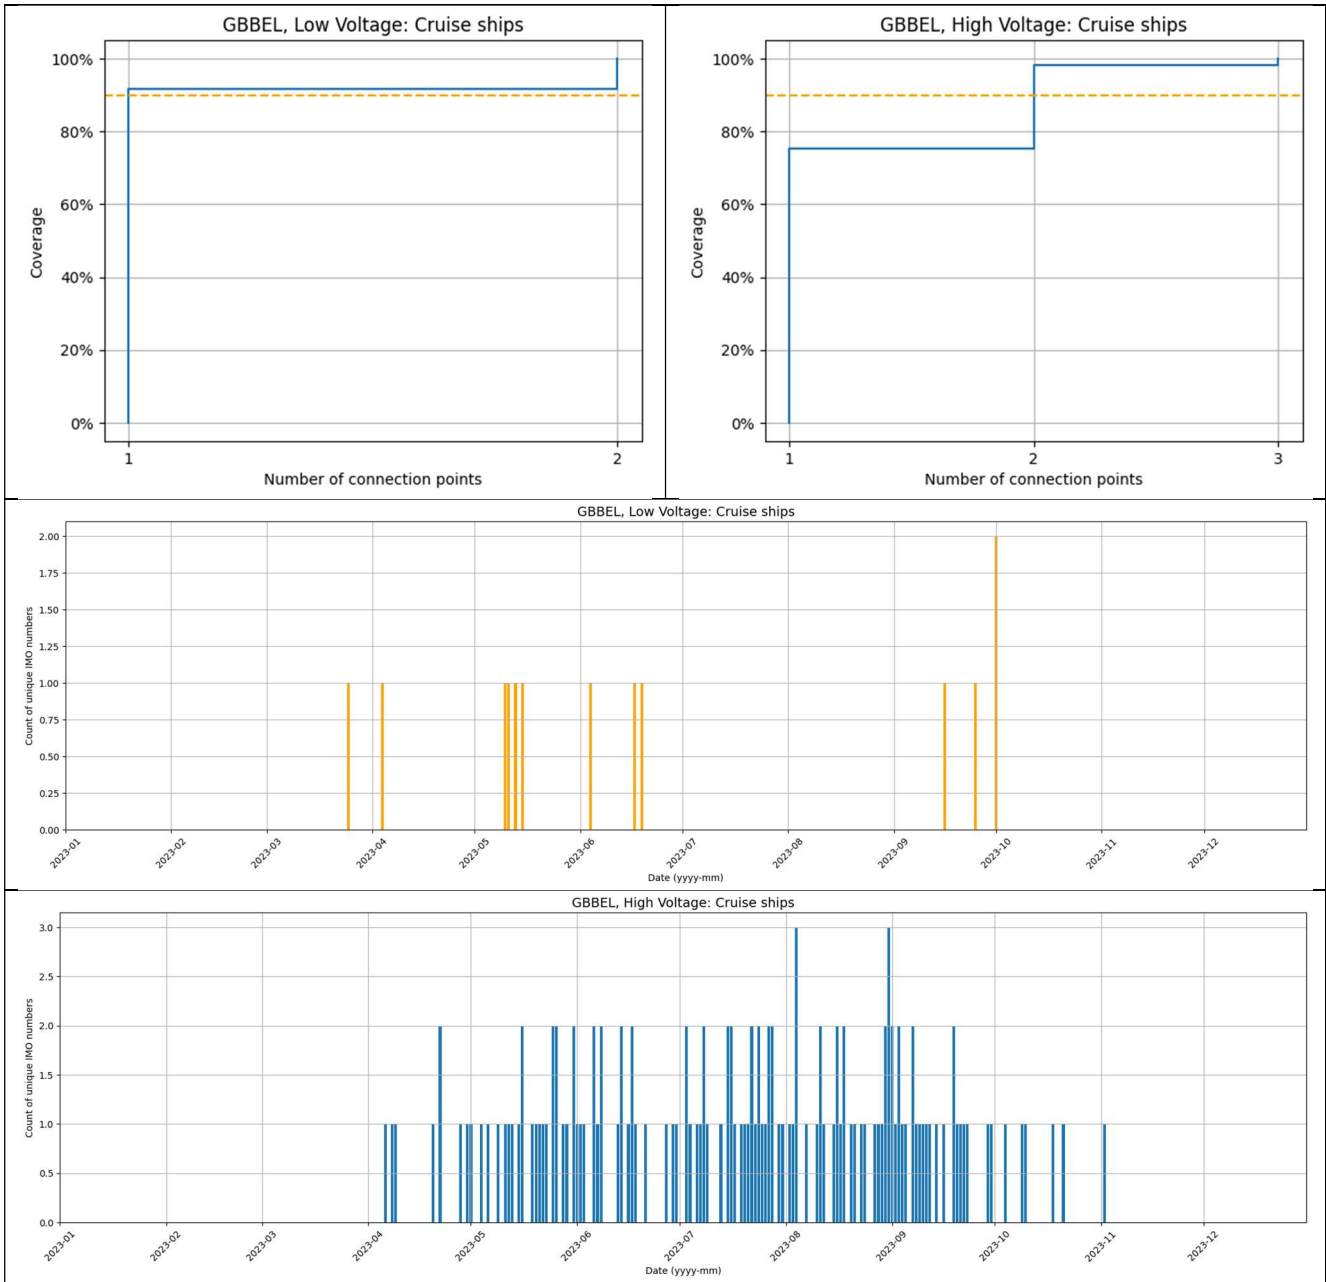 GBBEL, Low Voltage: Cruise ships
100%
80%
60%
40%
20%
0%
Coverage
1 2
Number of connection points
GBBEL, High Voltage: Cruise ships
100%
80%
60%
40%
20%
0%
Coverage
1 2 3
Number of connection points
GBBEL, Low Voltage: Cruise ships
2.00
1.75
1.50
1.25
1.00
0.75
0.50
0.25
0.00
Count of unique IMO numbers
2023-01 2023-02 2023-03 2023-04 2023-05 2023-06 2023-07 2023-08 2023-09 2023-10 2023-11 2023-12
Date (yyyy-mm)
GBBEL, High Voltage: Cruise ships
3.0
2.5
2.0
1.5
1.0
0.5
0.0
Count of unique IMO numbers
2023-01 2023-02 2023-03 2023-04 2023-05 2023-06 2023-07 2023-08 2023-09 2023-10 2023-11 2023-12
Date (yyyy-mm)